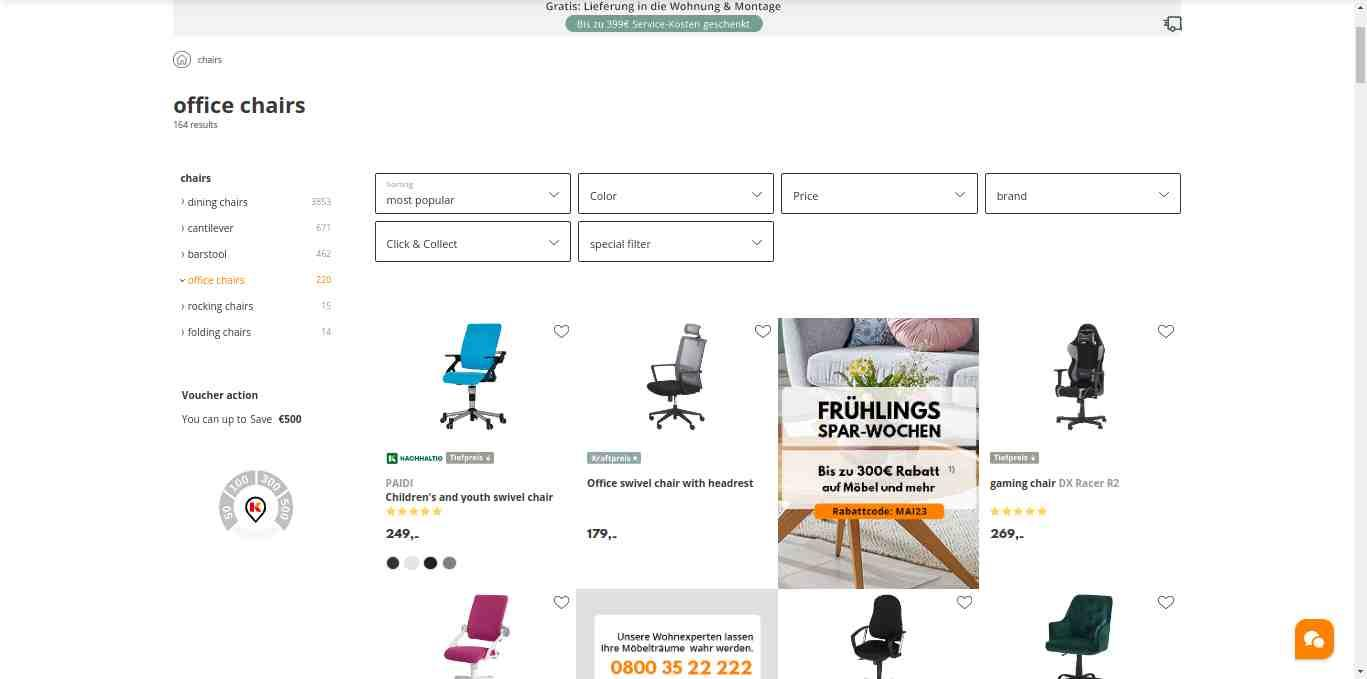 Gratis: Lieferung in die Wohnung & Montage
Bis zu 399€ Service-Kosten geschenkt
chairs
office chairs
164 results
chairs
dining chairs 3853
cantilever 671
barstool 462
office chairs 220
rocking chairs 15
folding chairs 14
Voucher action
You can up to Save €500
50 100 300 500
K
Sorting
most popular
Color
Price
brand
Click & Collect
special filter
K NACHHALTIG Tiefpreis
PAIDI
Children's and youth swivel chair
249,-
Kraftpreis
Office swivel chair with headrest
179,-
FRÜHLINGS
SPAR-WOCHEN
Bis zu 300€ Rabatt 1)
auf Möbel und mehr
Rabattcode: MAI23
Tiefpreis
gaming chair DX Racer R2
269,-
Unsere Wohnexperten lassen
Ihre Möbelträume wahr werden.
0800 35 22 222